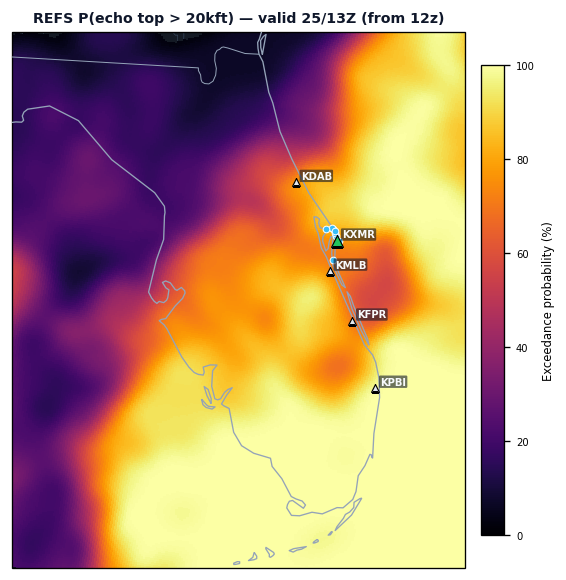 REFS P(echo top > 20kft) — valid 25/13Z (from 12z)
KDAB
KXMR
KMLB
KFPR
KPBI
100
80
60
40
20
0
Exceedance probability (%)